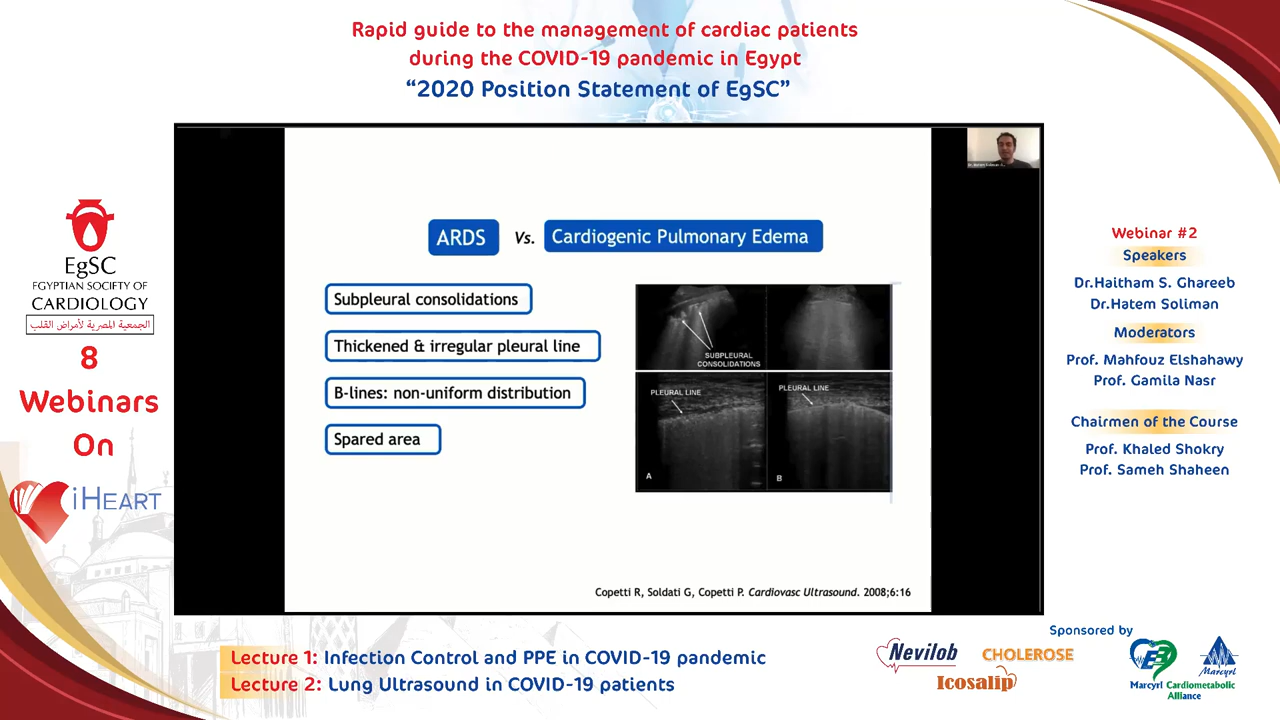 Rapid guide to the management of cardiac patients
during the COVID-19 pandemic in Egypt
“2020 Position Statement of EgSC”
EgSC
EGYPTIAN SOCIETY OF
CARDIOLOGY
الجمعية المصرية لأمراض القلب
8
Webinars
On
iHEART
ARDS Vs. Cardiogenic Pulmonary Edema
Subpleural consolidations
Thickened & irregular pleural line
B-lines: non-uniform distribution
Spared area
SUBPLEURAL
CONSOLIDATIONS
PLEURAL LINE
PLEURAL LINE
A
B
Copetti R, Soldati G, Copetti P. Cardiovasc Ultrasound. 2008;6:16
Webinar #2
Speakers
Dr.Haitham S. Ghareeb
Dr.Hatem Soliman
Moderators
Prof. Mahfouz Elshahawy
Prof. Gamila Nasr
Chairmen of the Course
Prof. Khaled Shokry
Prof. Sameh Shaheen
Lecture 1: Infection Control and PPE in COVID-19 pandemic
Lecture 2: Lung Ultrasound in COVID-19 patients
Sponsored by
Nevilob
CHOLEROSE
Icosalip
Marcyrl Cardiometabolic
Alliance
Marcyrl